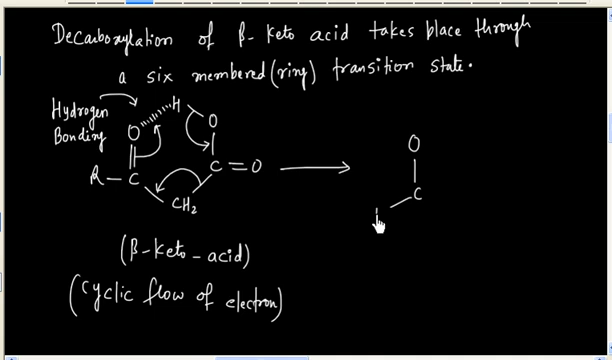 Decarboxylation of β- keto acid takes place through
a six membered (ring) transition state.
Hydrogen
Bonding
H
O
O
R - C
C = O
CH2
O
C
(β-keto-acid)
(cyclic flow of electron)